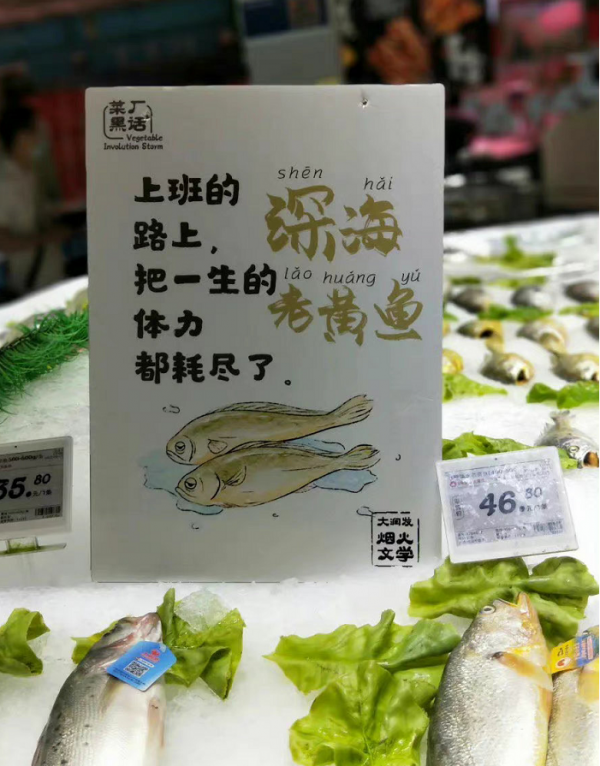 菜厂
黑话
Vegetable
Involution Storm
上班的
路上，
把一生的
体力
都耗尽了。
shēn
hǎi
深海
lǎo huáng yú
老黄鱼
大润发
烟火
文学
35.80
46.80